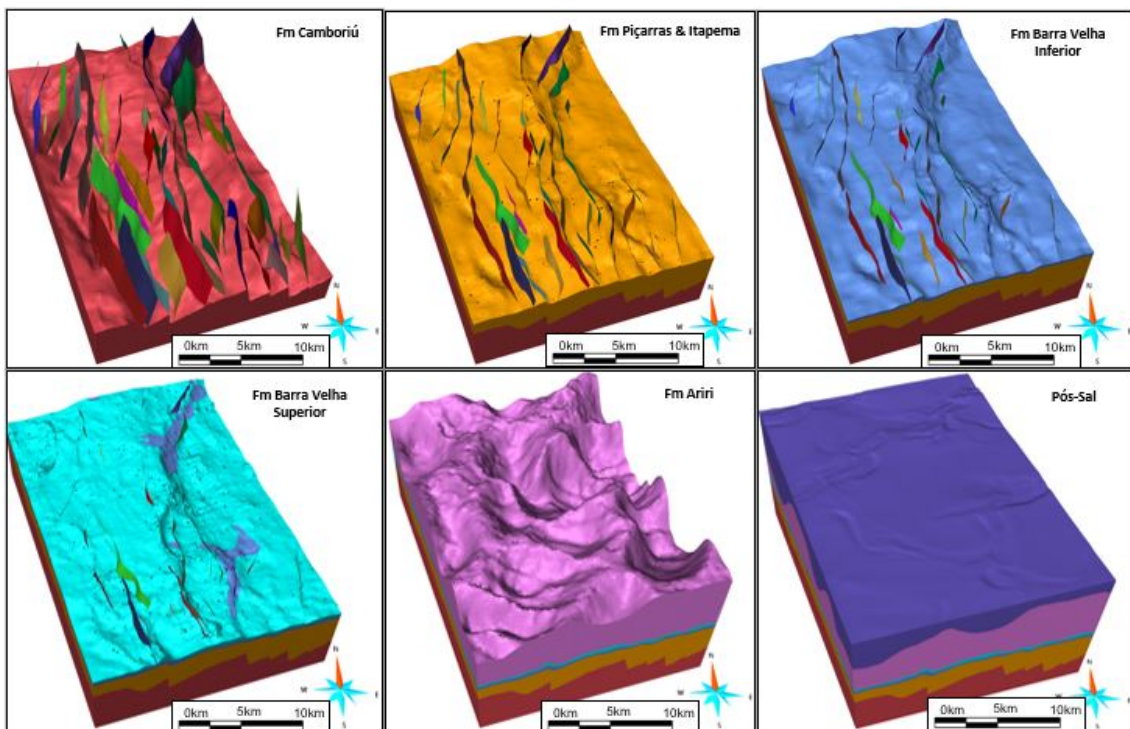 Fm Camboriú
N
W
E
S
0km 5km 10km
Fm Piçarras & Itapema
N
W
E
S
0km 5km 10km
Fm Barra Velha
Inferior
N
W
E
S
0km 5km 10km
Fm Barra Velha
Superior
N
W
E
S
0km 5km 10km
Fm Ariri
N
W
E
S
0km 5km 10km
Pós-Sal
N
W
E
S
0km 5km 10km